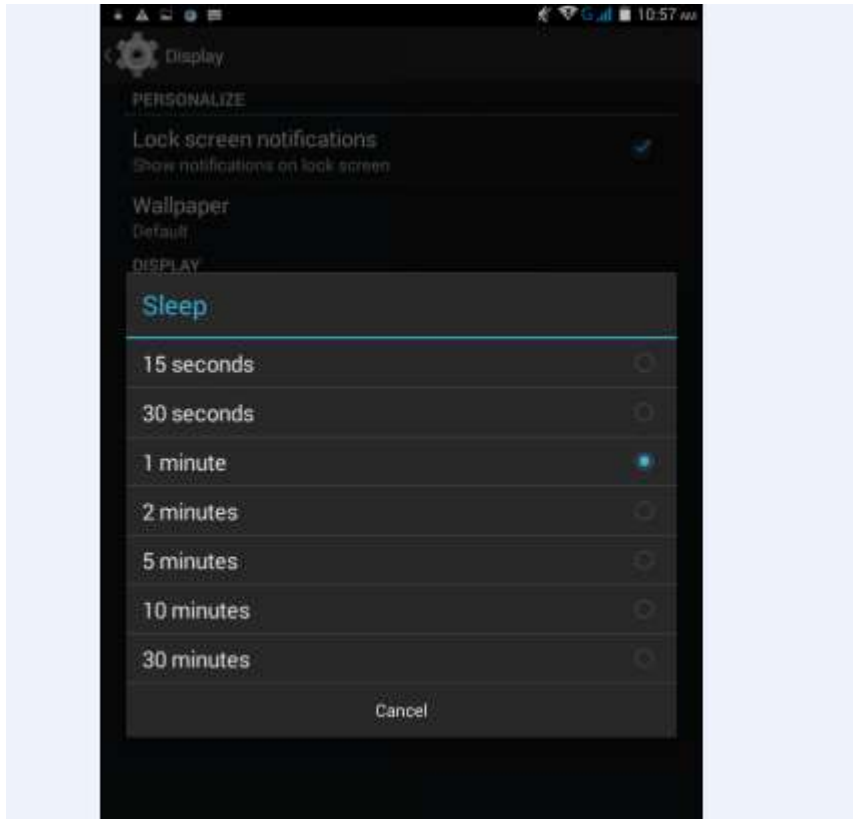 G 10:57 AM
Display
PERSONALIZE
Lock screen notifications
Show notifications on lock screen
Wallpaper
Default
DISPLAY
Sleep
15 seconds
30 seconds
1 minute
2 minutes
5 minutes
10 minutes
30 minutes
Cancel